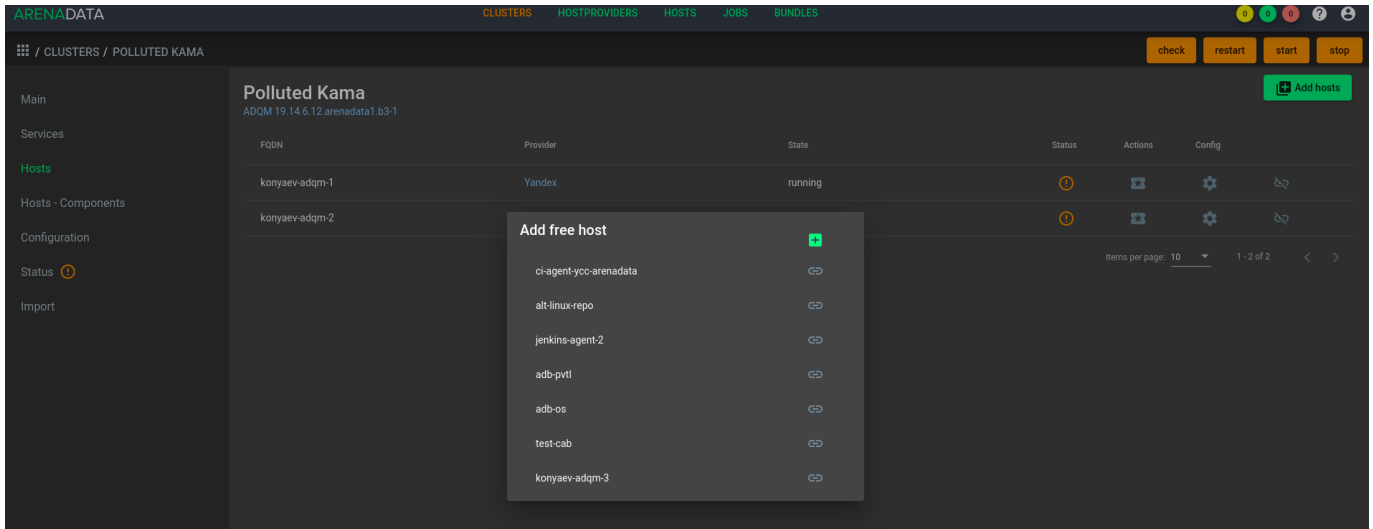 ARENADATA
CLUSTERS HOSTPROVIDERS HOSTS JOBS BUNDLES
0 0 0
/ CLUSTERS / POLLUTED KAMA
check restart start stop
Main
Services
Hosts
Hosts - Components
Configuration
Status
Import
Polluted Kama
ADQM 19.14.6.12.arenadata1.b3-1
Add hosts
FQDN Provider State Status Actions Config
konyaev-adqm-1 Yandex running
konyaev-adqm-2
Items per page: 10 1 - 2 of 2
Add free host
ci-agent-ycc-arenadata
alt-linux-repo
jenkins-agent-2
adb-pvtl
adb-os
test-cab
konyaev-adqm-3